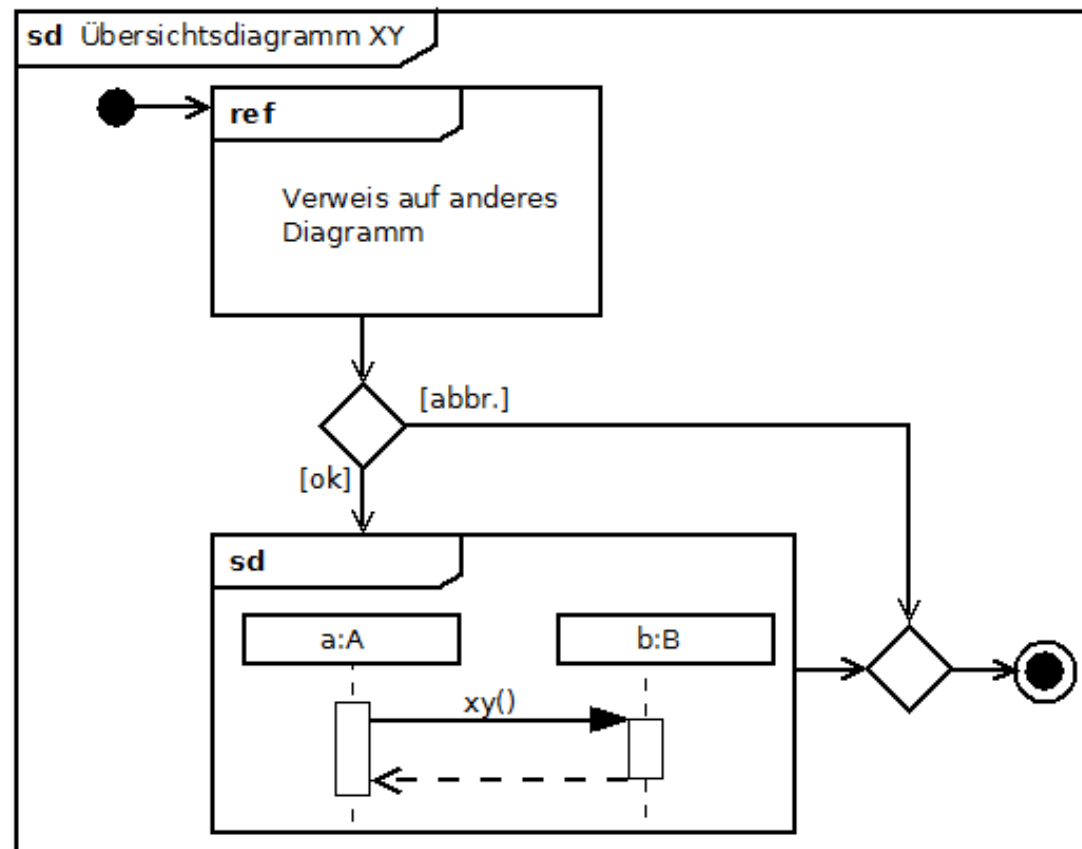 sd Übersichtsdiagramm XY
ref
Verweis auf anderes
Diagramm
[abbr.]
[ok]
sd
a:A
b:B
xy()